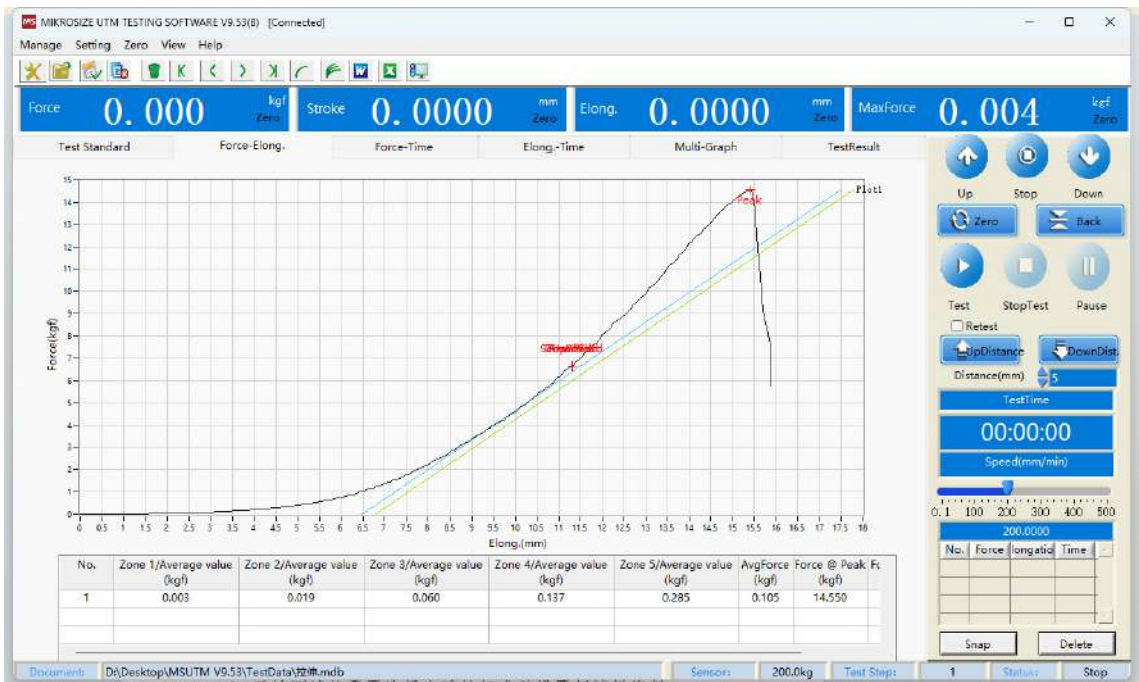 MIKROSIZE UTM TESTING SOFTWARE V9.53(B) [Connected]
Manage Setting Zero View Help
Force 0.000 kgf Zero Stroke 0.0000 mm Zero Elong. 0.0000 mm Zero MaxForce 0.004 kgf Zero
Test Standard Force-Elong. Force-Time Elong.-Time Multi-Graph TestResult
Up Stop Down
Zero Back
Test StopTest Pause
Retest
UpDistance DownDist.
Distance(mm) 5
TestTime
00:00:00
Speed(mm/min)
0.1 100 200 300 400 500
200.0000
No. Force longatio Time
Snap Delete
Force(kgf)
15
14
13
12
11
10
9
8
7
6
5
4
3
2
1
0
Plot1
Peak
0 0.5 1 1.5 2 2.5 3 3.5 4 4.5 5 5.5 6 6.5 7 7.5 8 8.5 9 9.5 10 10.5 11 11.5 12 12.5 13 13.5 14 14.5 15 15.5 16 16.5 17 17.5 18
Elong.(mm)
No. Zone 1/Average value (kgf) Zone 2/Average value (kgf) Zone 3/Average value (kgf) Zone 4/Average value (kgf) Zone 5/Average value (kgf) AvgForce (kgf) Force @ Peak (kgf) Fc
1 0.003 0.019 0.060 0.137 0.285 0.105 14.550
Document: D:\Desktop\MSUTM V9.53\TestData\拉伸.mdb Sensor: 200.0kg Test Step: 1 Status: Stop